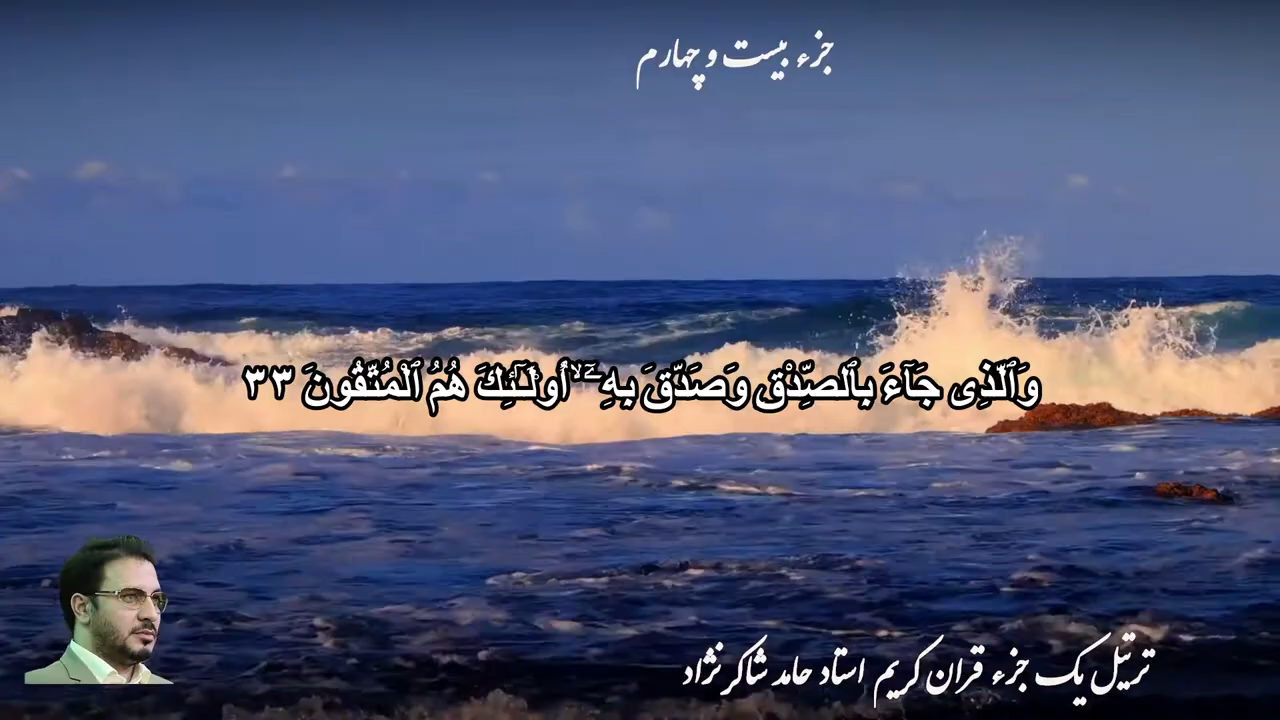 جزء بیست و چهارم
وَٱلَّذِى جَآءَ بِٱلصِّدْقِ وَصَدَّقَ بِهِۦٓ ۙ أُو۟لَـٰٓئِكَ هُمُ ٱلْمُتَّقُونَ ٣٣
ترتیل یک جزء قران کریم استاد حامد شاکرنژاد